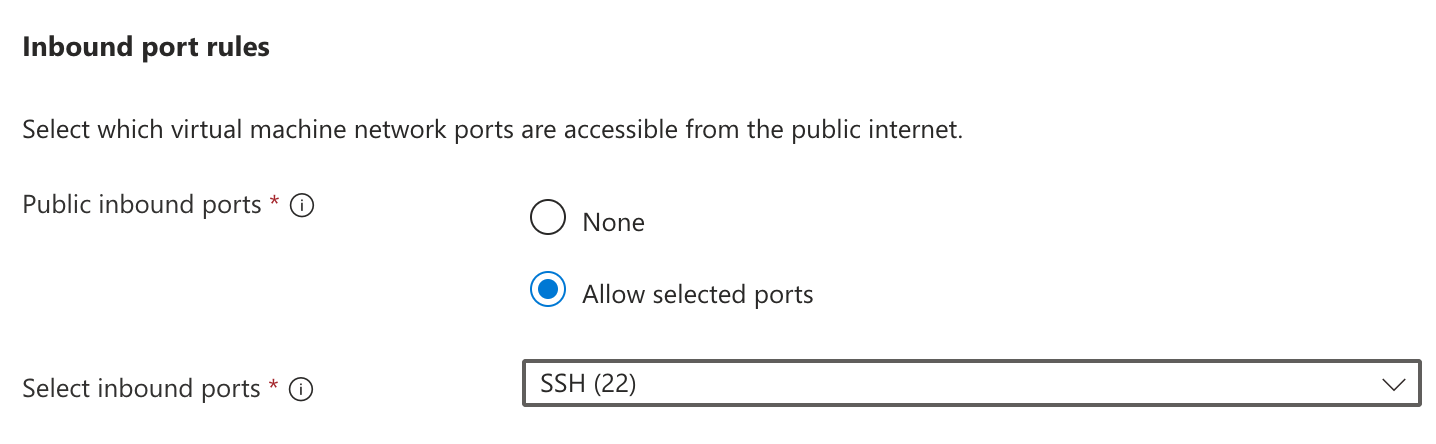 Inbound port rules
Select which virtual machine network ports are accessible from the public internet.
Public inbound ports *
None
Allow selected ports
Select inbound ports *
SSH (22)